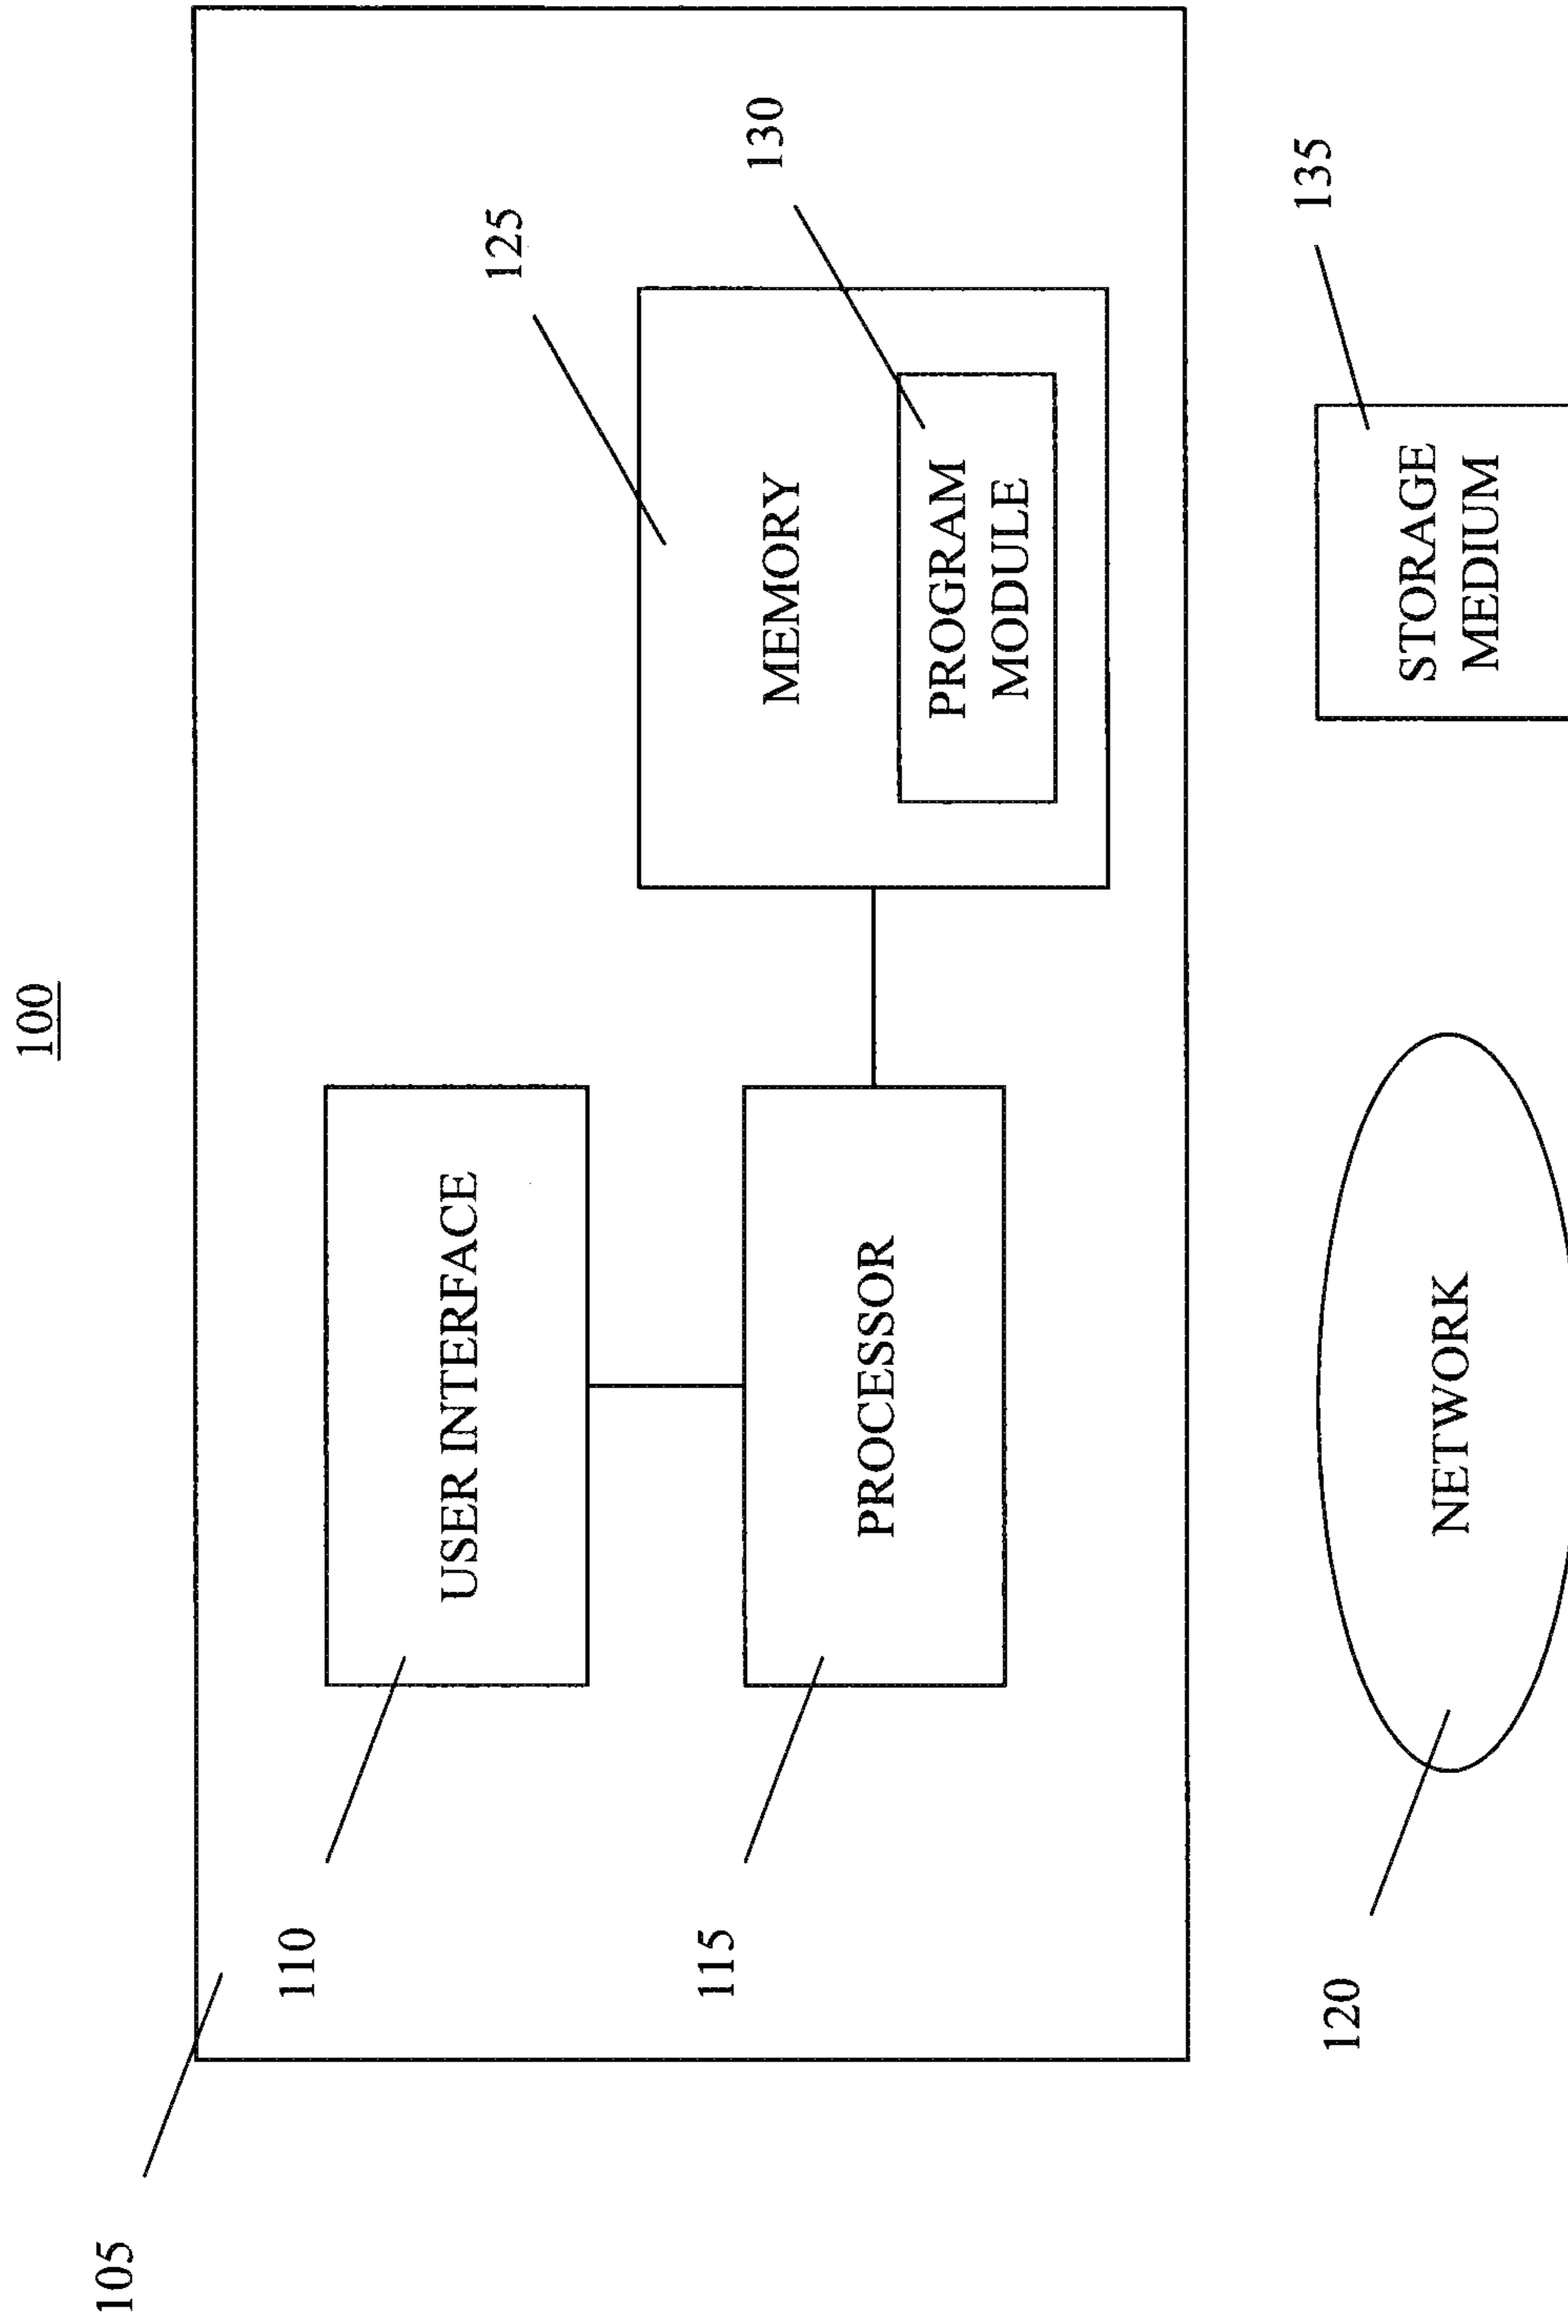 100
105
110
USER INTERFACE
125
115
PROCESSOR
MEMORY
130
PROGRAM
MODULE
120
NETWORK
STORAGE
MEDIUM
135